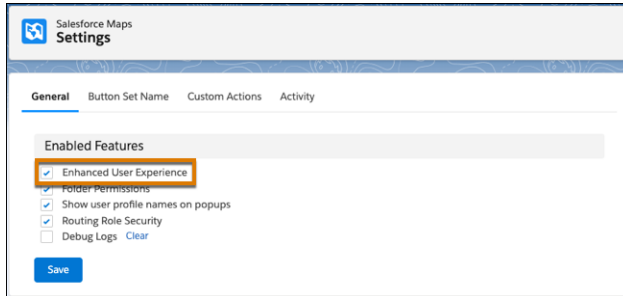 Salesforce Maps
Settings
General Button Set Name Custom Actions Activity
Enabled Features
Enhanced User Experience
Folder Permissions
Show user profile names on popups
Routing Role Security
Debug Logs Clear
Save